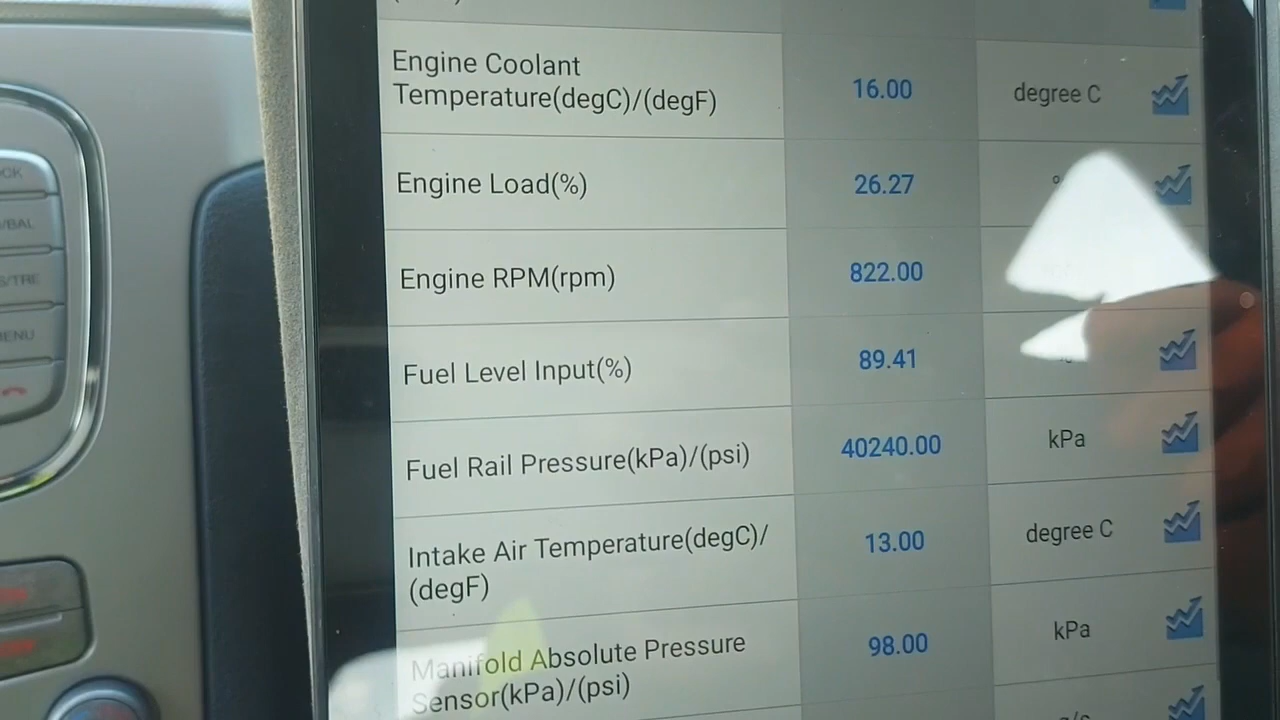 Engine Coolant
Temperature(degC)/(degF)
16.00
degree C
Engine Load(%)
26.27
Engine RPM(rpm)
822.00
Fuel Level Input(%)
89.41
Fuel Rail Pressure(kPa)/(psi)
40240.00
kPa
Intake Air Temperature(degC)/
(degF)
13.00
degree C
Manifold Absolute Pressure
Sensor(kPa)/(psi)
98.00
kPa
/BAL
/TRE